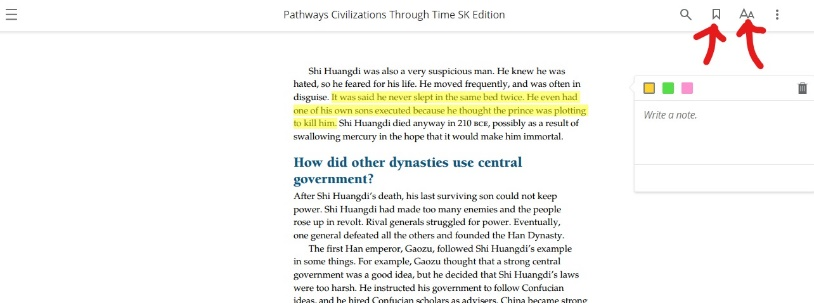 Pathways Civilizations Through Time SK Edition
AA
Shi Huangdi was also a very suspicious man. He knew he was
hated, so he feared for his life. He moved frequently, and was often in
disguise. It was said he never slept in the same bed twice. He even had
one of his own sons executed because he thought the prince was plotting
to kill him. Shi Huangdi died anyway in 210 BCE, possibly as a result of
swallowing mercury in the hope that it would make him immortal.
Write a note.
How did other dynasties use central
government?
After Shi Huangdi's death, his last surviving son could not keep
power. Shi Huangdi had made too many enemies and the people
rose up in revolt. Rival generals struggled for power. Eventually,
one general defeated all the others and founded the Han Dynasty.
The first Han emperor, Gaozu, followed Shi Huangdi's example
in some things. For example, Gaozu thought that a strong central
government was a good idea, but he decided that Shi Huangdi's laws
were too harsh. He instructed his government to follow Confucian
ideas, and he hired Confucian scholars as advisers. China became strong